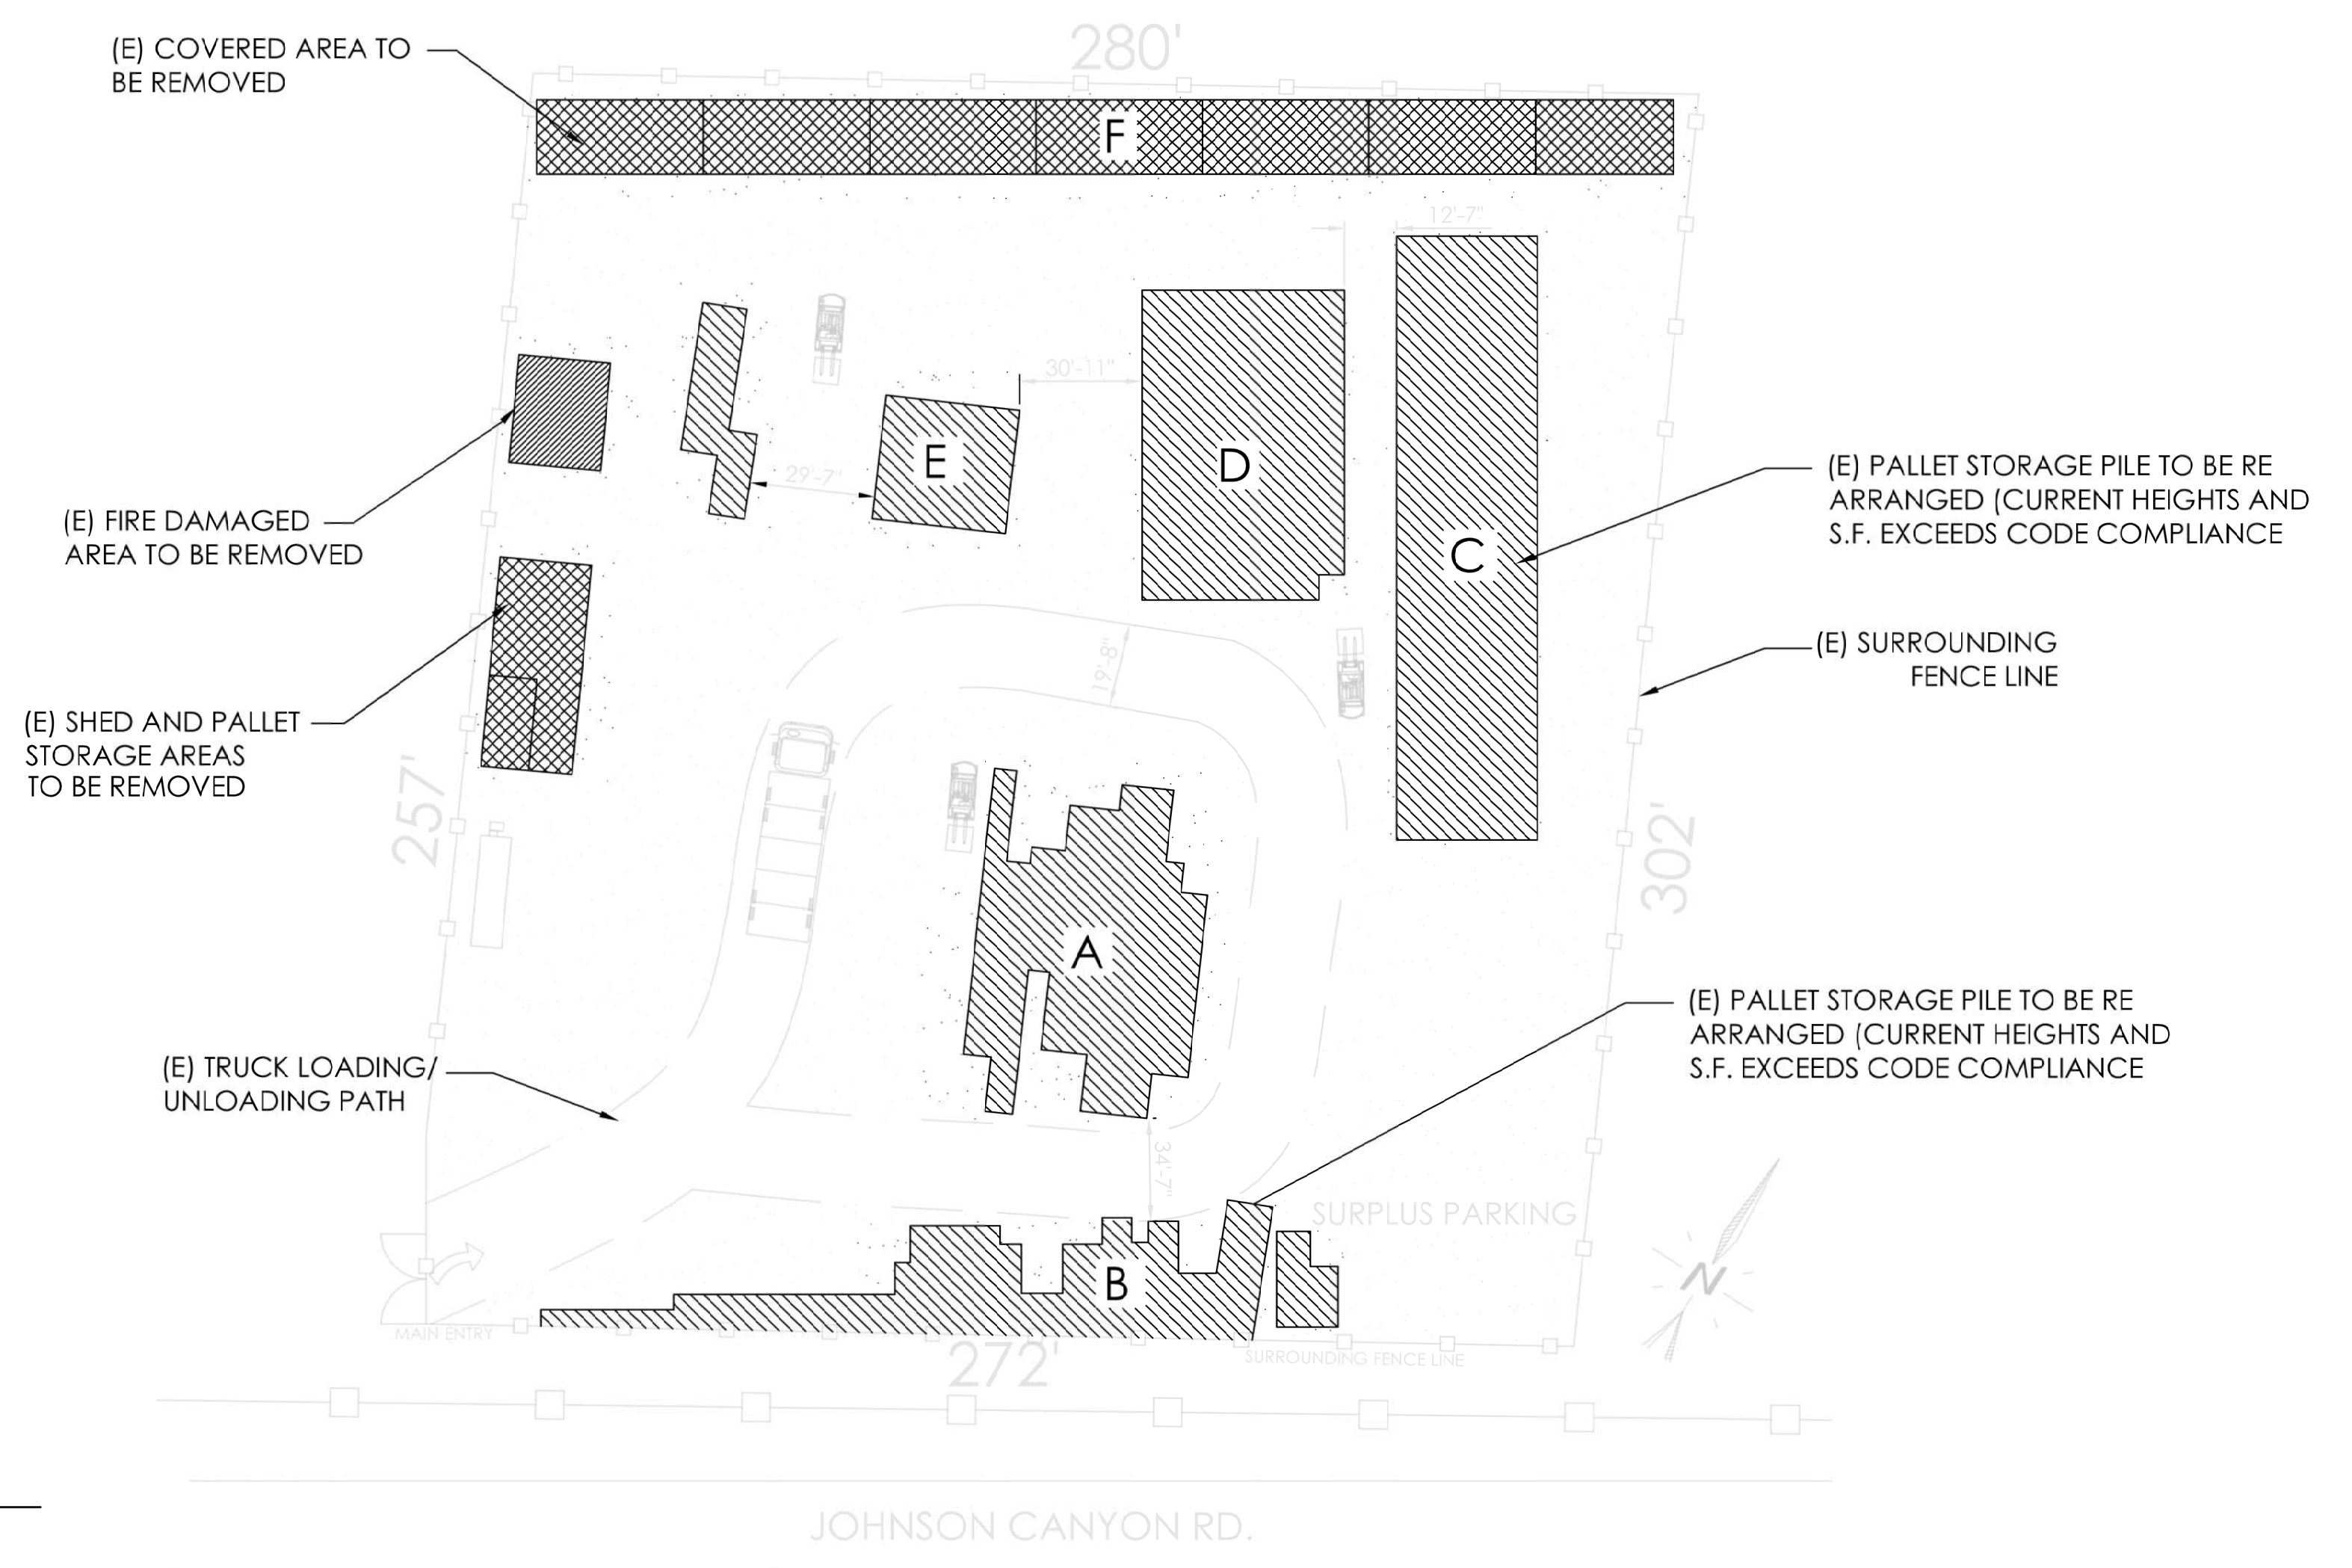 280'
(E) COVERED AREA TO
BE REMOVED
F
12'-7"
30'-11"
E
29'-7"
D
C
(E) PALLET STORAGE PILE TO BE RE
ARRANGED (CURRENT HEIGHTS AND
S.F. EXCEEDS CODE COMPLIANCE
(E) FIRE DAMAGED
AREA TO BE REMOVED
19'-8"
(E) SURROUNDING
FENCE LINE
(E) SHED AND PALLET
STORAGE AREAS
TO BE REMOVED
257'
302'
A
(E) PALLET STORAGE PILE TO BE RE
ARRANGED (CURRENT HEIGHTS AND
S.F. EXCEEDS CODE COMPLIANCE
(E) TRUCK LOADING/
UNLOADING PATH
34'-7"
SURPLUS PARKING
B
N
MAIN ENTRY
272'
SURROUNDING FENCE LINE
JOHNSON CANYON RD.